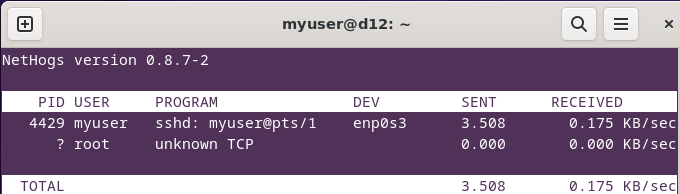 myuser@d12: ~
NetHogs version 0.8.7-2
PID USER PROGRAM DEV SENT RECEIVED
4429 myuser sshd: myuser@pts/1 enp0s3 3.508 0.175 KB/sec
? root unknown TCP 0.000 0.000 KB/sec
TOTAL 3.508 0.175 KB/sec